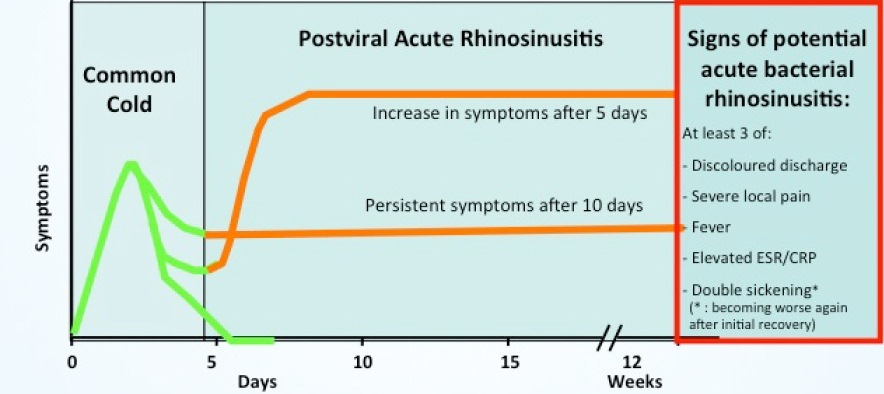 Common
Cold
Postviral Acute Rhinosinusitis
Increase in symptoms after 5 days
Persistent symptoms after 10 days
Symptoms
0
5
10
15
12
Days
Weeks
Signs of potential
acute bacterial
rhinosinusitis:
At least 3 of:
- Discoloured discharge
- Severe local pain
- Fever
- Elevated ESR/CRP
- Double sickening*
(* : becoming worse again
after initial recovery)